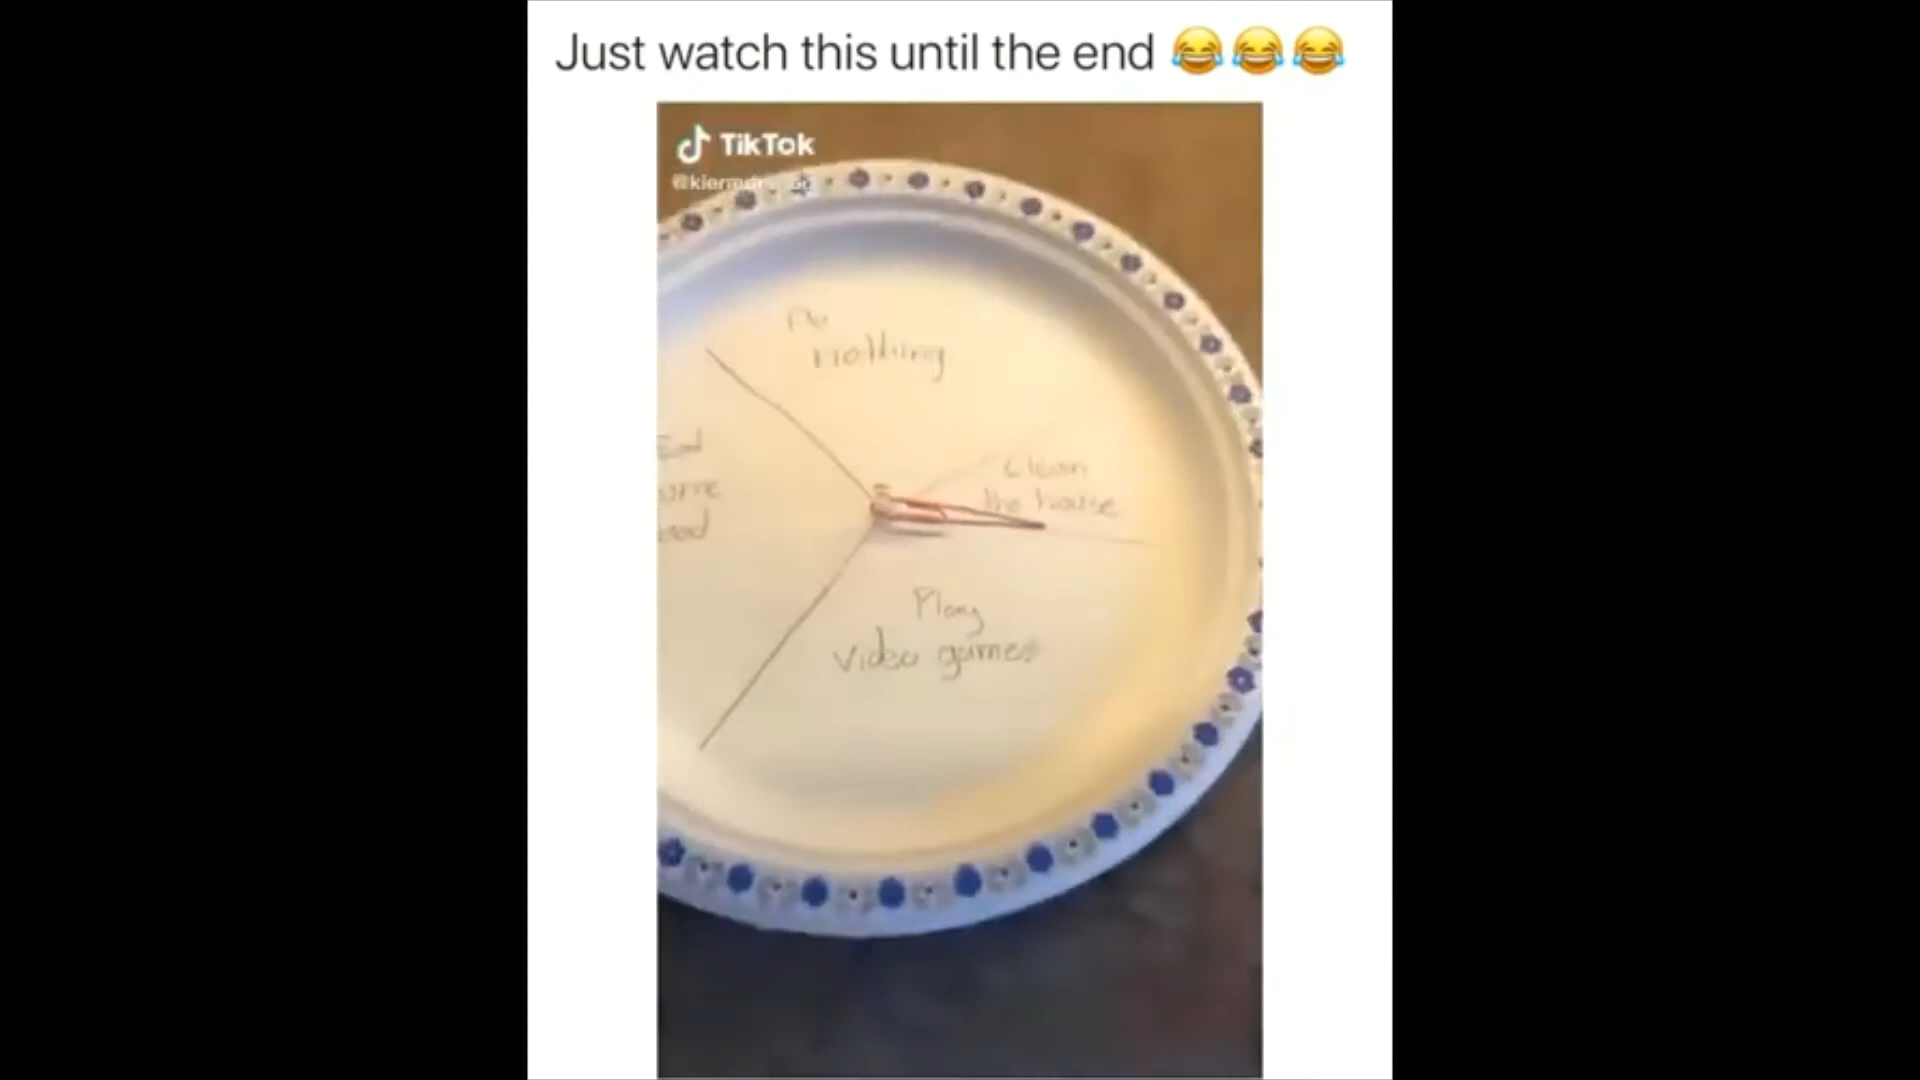 Just watch this until the end 😂😂😂
TikTok
Do
nothing
Clean
the house
Play
video games